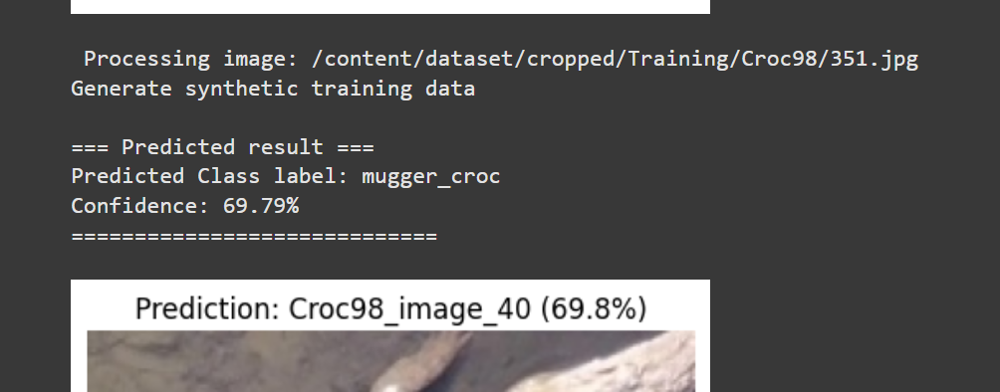 Processing image: /content/dataset/cropped/Training/Croc98/351.jpg
Generate synthetic training data
=== Predicted result ===
Predicted Class label: mugger_croc
Confidence: 69.79%
=============================
Prediction: Croc98_image_40 (69.8%)